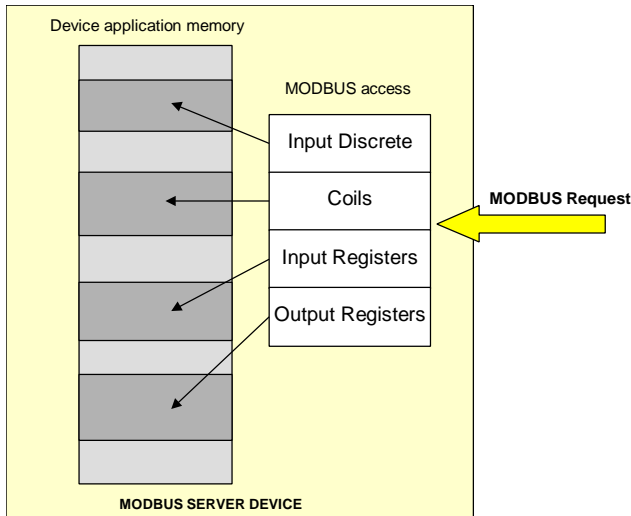 Device application memory
MODBUS access
Input Discrete
Coils
MODBUS Request
Input Registers
Output Registers
MODBUS SERVER DEVICE